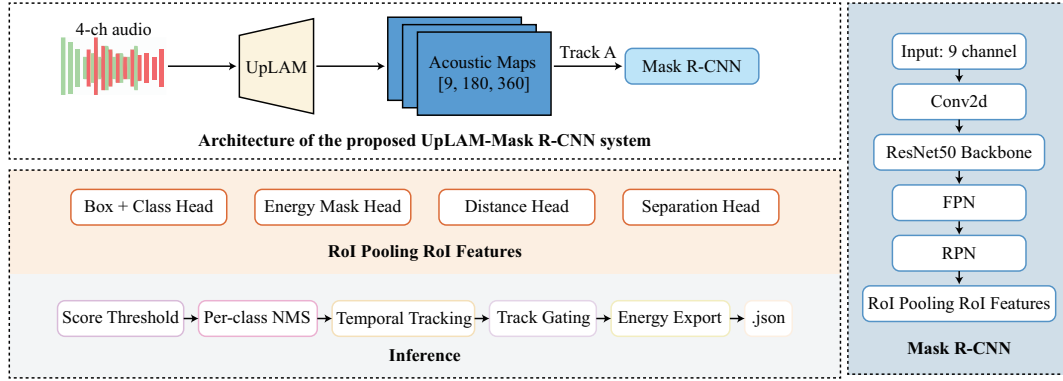 4-ch audio
UpLAM
Acoustic Maps
[9, 180, 360]
Track A
Mask R-CNN
Architecture of the proposed UpLAM-Mask R-CNN system
Box + Class Head
Energy Mask Head
Distance Head
Separation Head
RoI Pooling RoI Features
Score Threshold
Per-class NMS
Temporal Tracking
Track Gating
Energy Export
.json
Inference
Input: 9 channel
Conv2d
ResNet50 Backbone
FPN
RPN
RoI Pooling RoI Features
Mask R-CNN